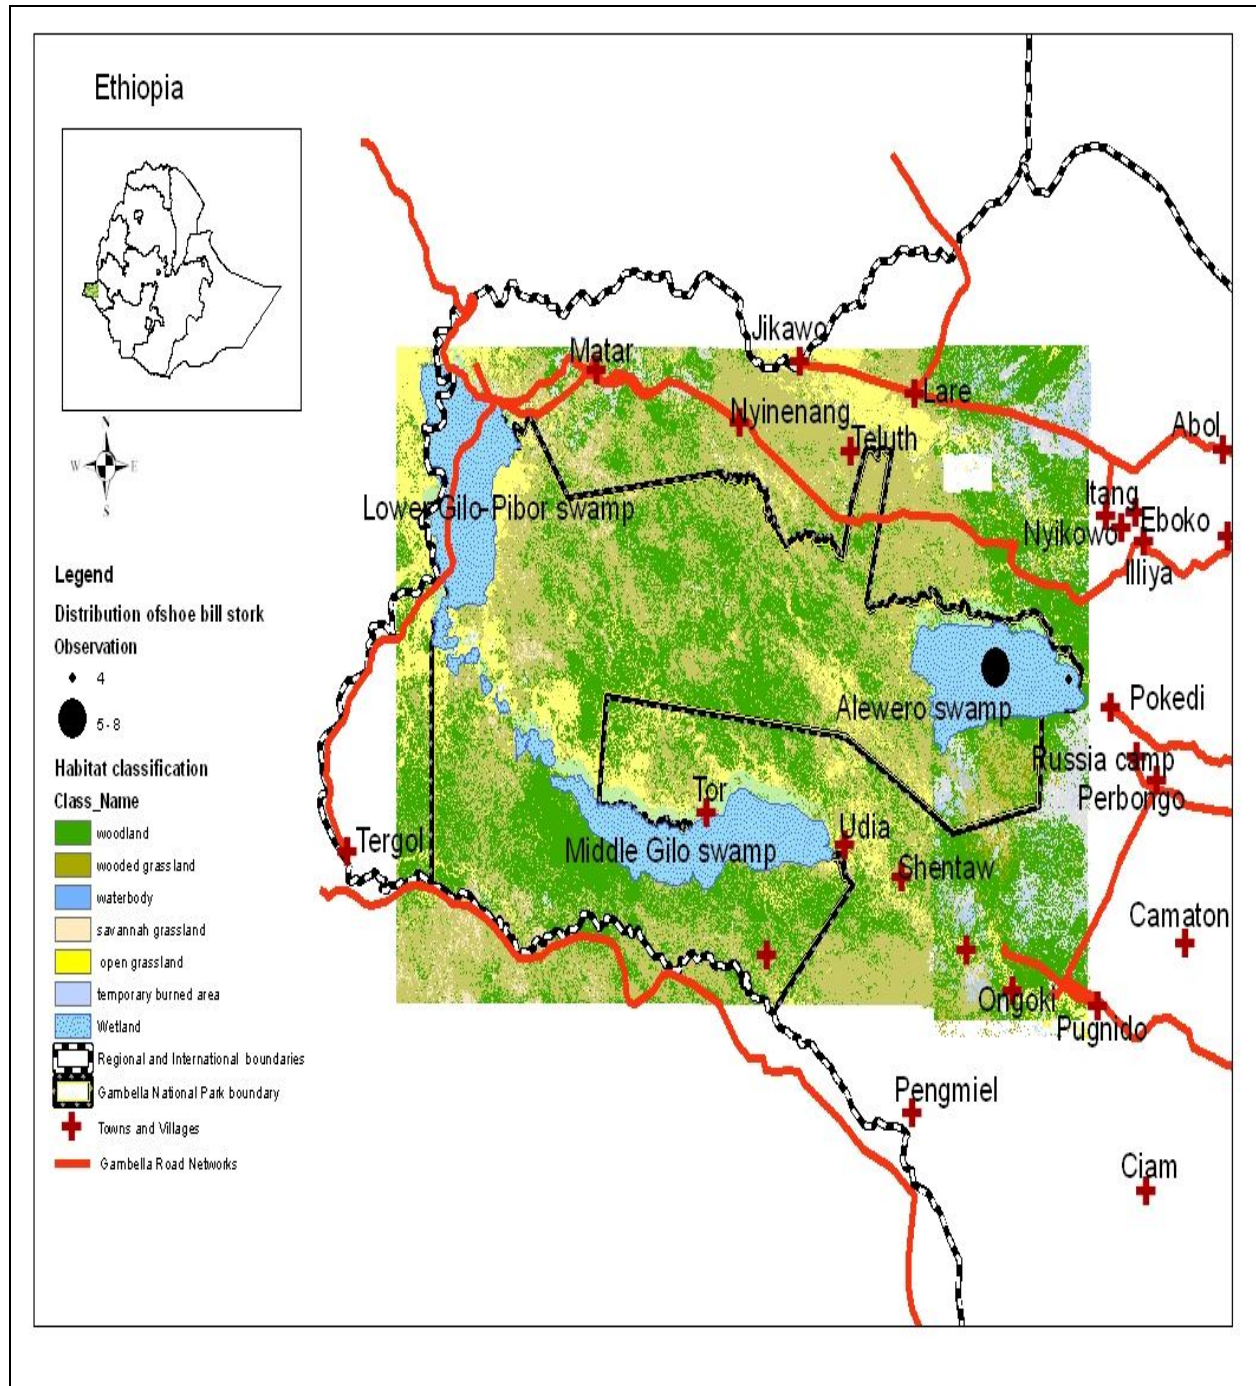 Ethiopia
N
W
E
S
Legend
Distribution ofshoe bill stork
Observation
4
5 - 8
Habitat classification
Class_Name
woodland
wooded grassland
waterbody
savannah grassland
open grassland
temporary burned area
Wetland
Regional and International boundaries
Gambella National Park boundary
Towns and Villages
Gambella Road Networks
Jikawo
Matar
Lare
Nyinenang
Teluth
Abol
Itang
Lower Gilo-Pibor swamp
Nyikowo
Eboko
Illiya
Alewero swamp
Pokedi
Russia camp
Perbongo
Tor
Udia
Tergol
Middle Gilo swamp
Shentaw
Camaton
Ongoki
Pugnido
Pengmiel
Ciam